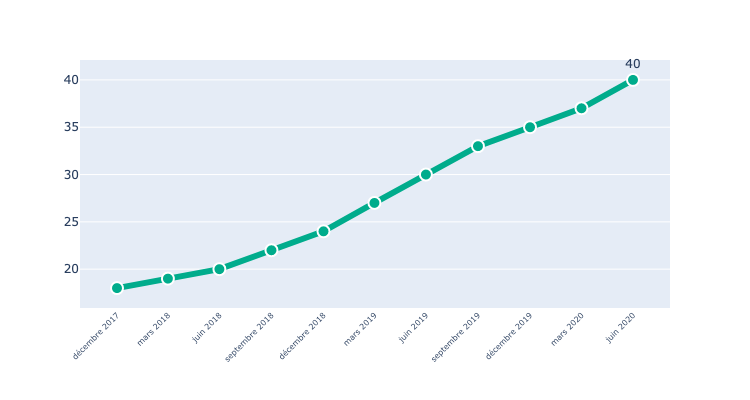 40
40
35
30
25
20
décembre 2017
mars 2018
juin 2018
septembre 2018
décembre 2018
mars 2019
juin 2019
septembre 2019
décembre 2019
mars 2020
juin 2020